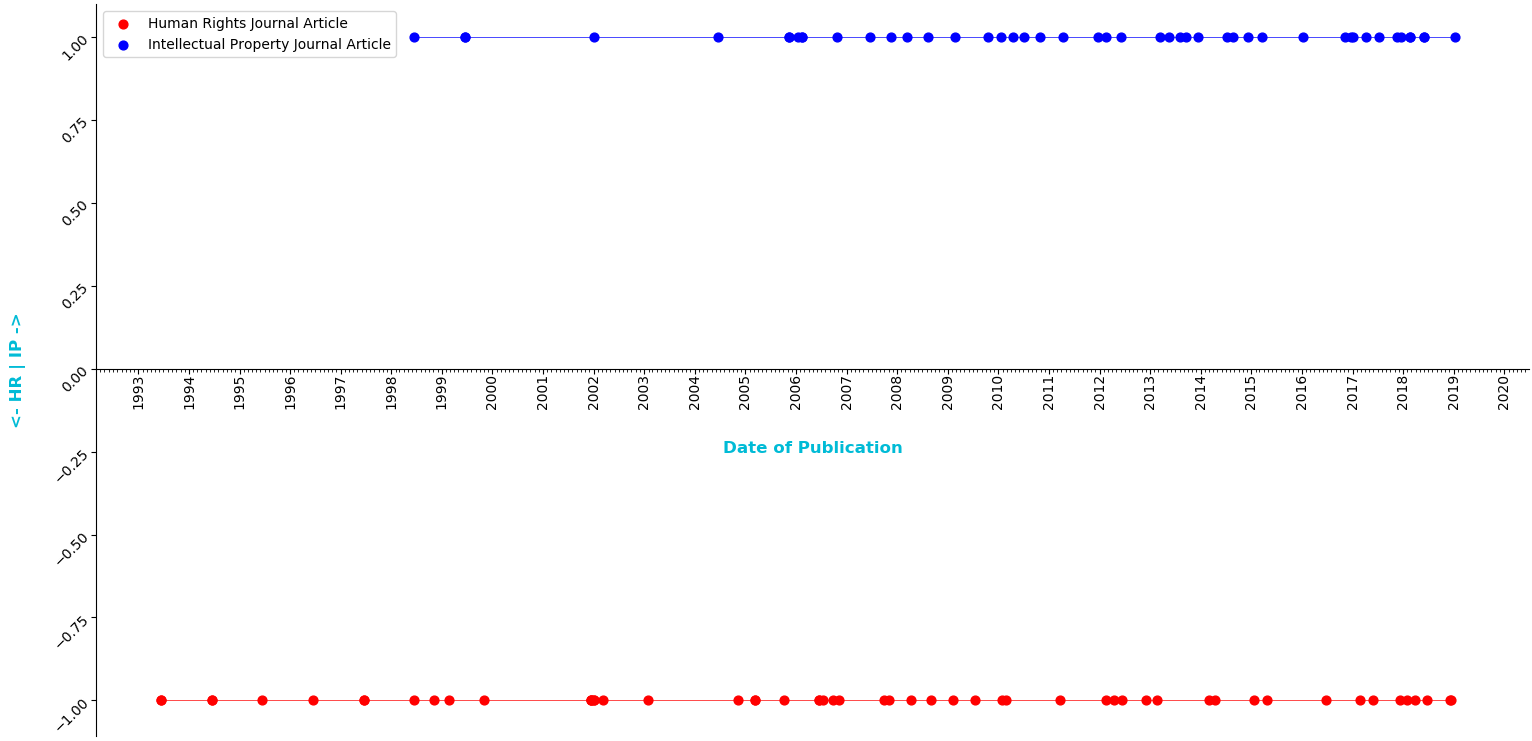 Human Rights Journal Article
Intellectual Property Journal Article
1.00
0.75
0.50
0.25
0.00
−0.25
−0.50
−0.75
−1.00
<- HR | IP ->
1993 1994 1995 1996 1997 1998 1999 2000 2001 2002 2003 2004 2005 2006 2007 2008 2009 2010 2011 2012 2013 2014 2015 2016 2017 2018 2019 2020
Date of Publication